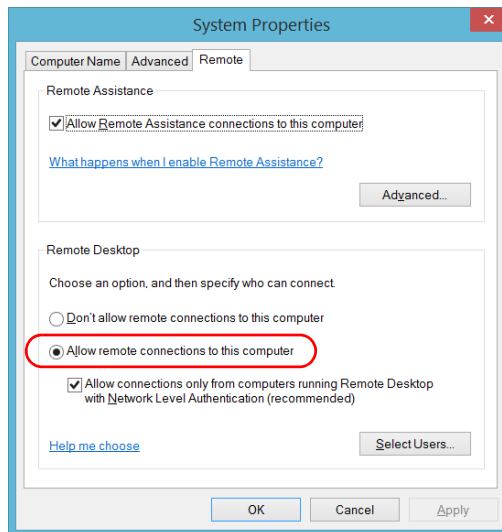 System Properties
Computer Name Advanced Remote
Remote Assistance
Allow Remote Assistance connections to this computer
What happens when I enable Remote Assistance?
Advanced...
Remote Desktop
Choose an option, and then specify who can connect.
Don't allow remote connections to this computer
Allow remote connections to this computer
Allow connections only from computers running Remote Desktop
with Network Level Authentication (recommended)
Help me choose
Select Users...
OK Cancel Apply